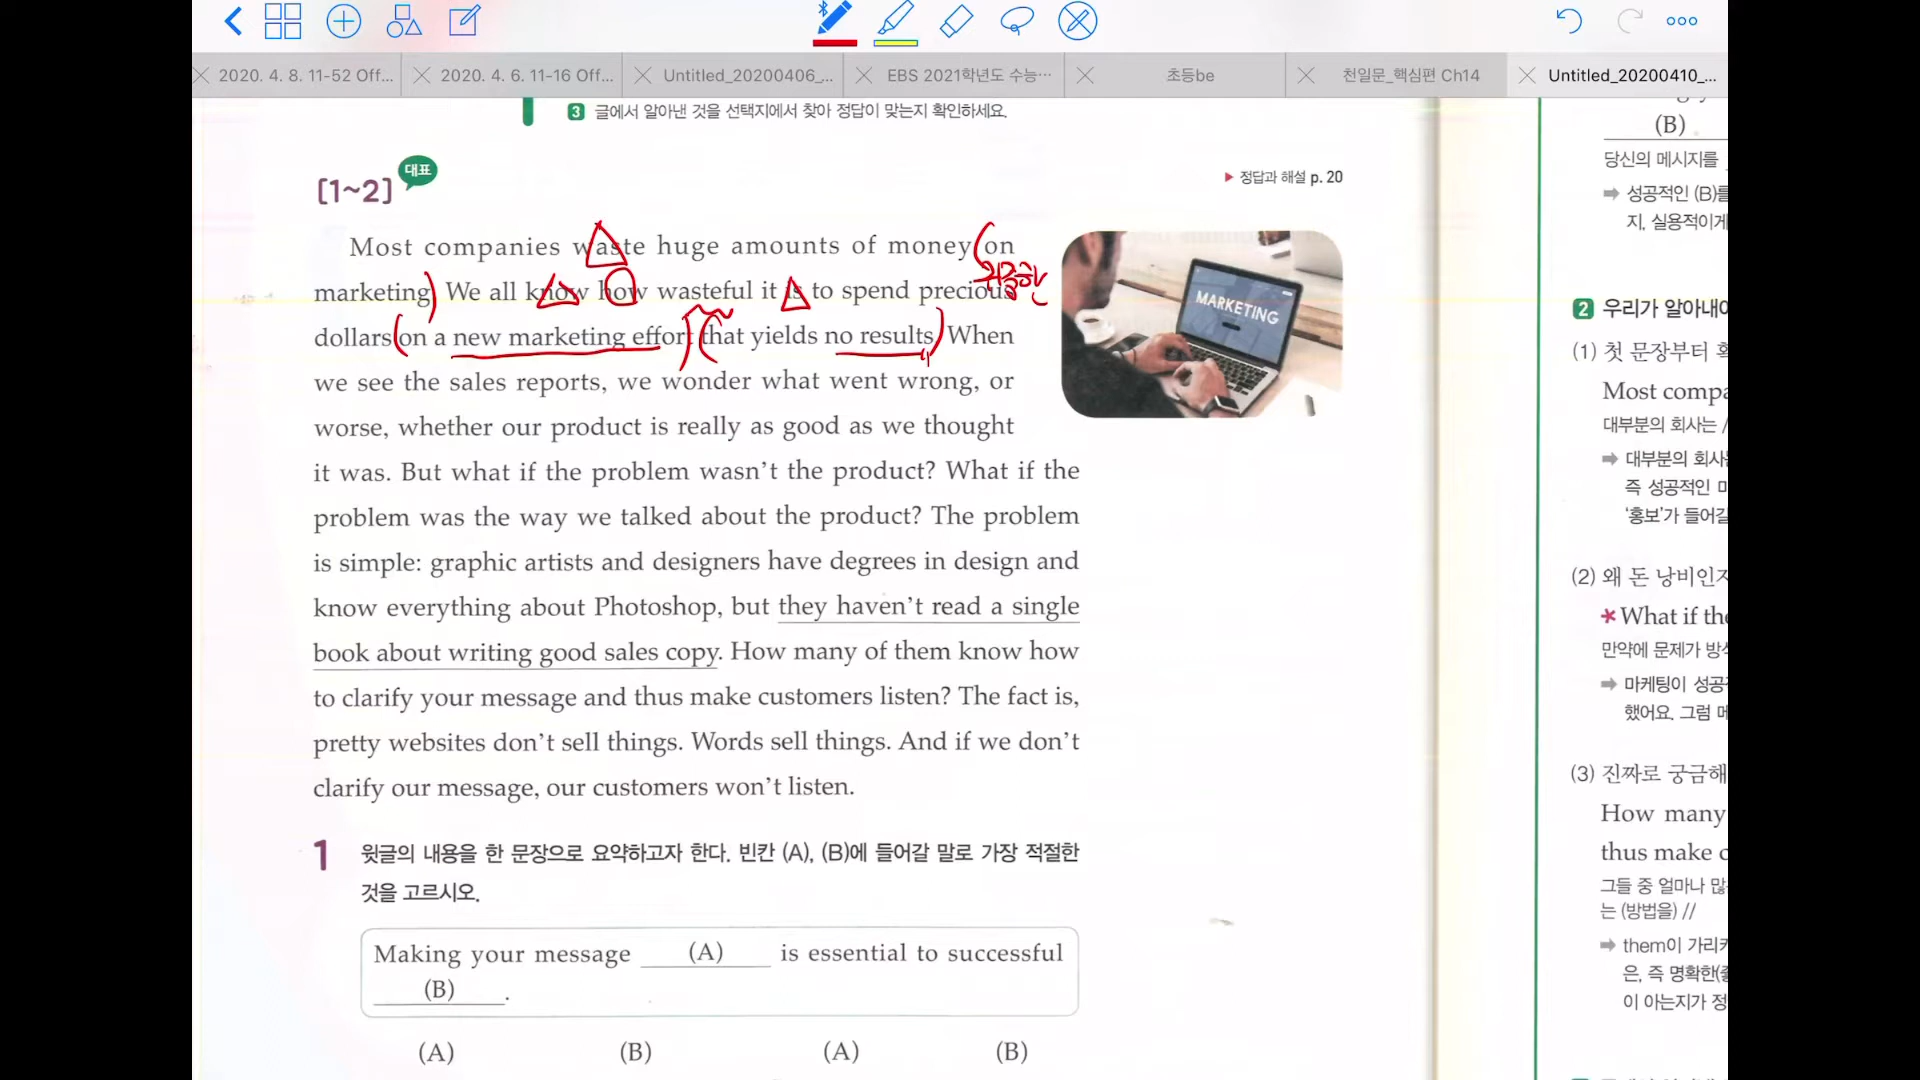 2020. 4. 8. 11-52 Off...
2020. 4. 6. 11-16 Off...
Untitled_20200406_...
EBS 2021학년도 수능...
초등be
천일문_핵심편 Ch14
Untitled_20200410_...
3 글에서 알아낸 것을 선택지에서 찾아 정답이 맞는지 확인하세요.
[1~2] 대표
▶ 정답과 해설 p. 20
Most companies waste huge amounts of money on
marketing. We all know how wasteful it is to spend precious
귀중한
dollars on a new marketing effort that yields no results. When
we see the sales reports, we wonder what went wrong, or
worse, whether our product is really as good as we thought
it was. But what if the problem wasn't the product? What if the
problem was the way we talked about the product? The problem
is simple: graphic artists and designers have degrees in design and
know everything about Photoshop, but they haven't read a single
book about writing good sales copy. How many of them know how
to clarify your message and thus make customers listen? The fact is,
pretty websites don't sell things. Words sell things. And if we don't
clarify our message, our customers won't listen.
MARKETING
1 윗글의 내용을 한 문장으로 요약하고자 한다. 빈칸 (A), (B)에 들어갈 말로 가장 적절한
것을 고르시오.
Making your message (A) is essential to successful
(B).
(A) (B) (A) (B)
(B)
당신의 메시지를
➡ 성공적인 (B)를
지, 실용적이게
2 우리가 알아내야
(1) 첫 문장부터
Most compa
대부분의 회사는 /
➡ 대부분의 회사
즉 성공적인
'홍보'가 들어갈
(2) 왜 돈 낭비인지
*What if the
만약에 문제가 방식
➡ 마케팅이 성공
했어요. 그럼
(3) 진짜로 궁금해
How many
thus make c
그들 중 얼마나 많
는 (방법을) //
➡ them이 가리키
은, 즉 명확한(
이 아는지가 정